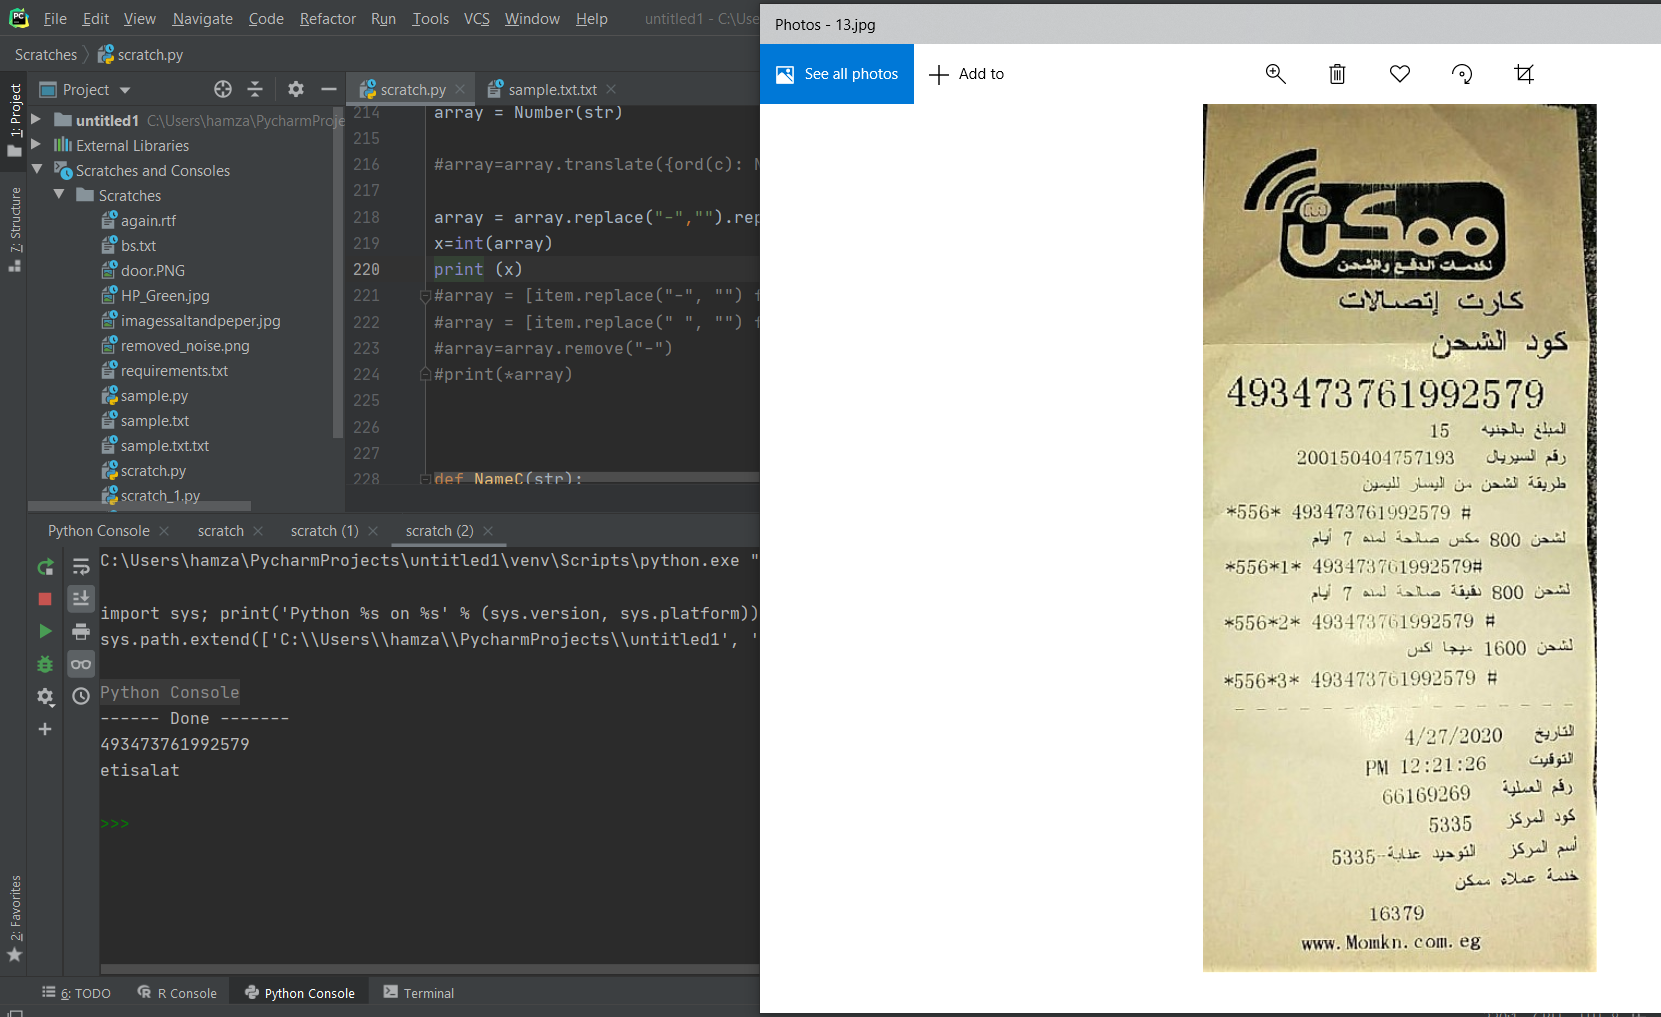 File Edit View Navigate Code Refactor Run Tools VCS Window Help untitled1 - C:\Use
Scratches scratch.py
1: Project
7: Structure
2: Favorites
Project
untitled1 C:\Users\hamza\PycharmProje
External Libraries
Scratches and Consoles
Scratches
again.rtf
bs.txt
door.PNG
HP_Green.jpg
imagessaltandpeper.jpg
removed_noise.png
requirements.txt
sample.py
sample.txt
sample.txt.txt
scratch.py
scratch_1.py
scratch.py sample.txt.txt
214 array = Number(str)
215
216 #array=array.translate({ord(c): N
217
218 array = array.replace("-","").rep
219 x=int(array)
220 print (x)
221 #array = [item.replace("-", "") f
222 #array = [item.replace(" ", "") f
223 #array=array.remove("-")
224 #print(*array)
225
226
227
228 def NameC(str):
Python Console scratch scratch (1) scratch (2)
C:\Users\hamza\PycharmProjects\untitled1\venv\Scripts\python.exe "
import sys; print('Python %s on %s' % (sys.version, sys.platform))
sys.path.extend(['C:\\Users\\hamza\\PycharmProjects\\untitled1', '
Python Console
------ Done -------
493473761992579
etisalat
>>>
6: TODO R Console Python Console Terminal
Photos - 13.jpg
See all photos Add to
ممكن
لخدمات الدفع والشحن
كارت إتصالات
كود الشحن
493473761992579
المبلغ بالجنيه 15
رقم السيريال 200150404757193
طريقة الشحن من اليسار لليمين
*556* 493473761992579 #
لشحن 800 مكس صالحة لمده 7 أيام
*556*1* 493473761992579#
لشحن 800 دقيقة صالحة لمده 7 أيام
*556*2* 493473761992579 #
لشحن 1600 ميجا اكس
*556*3* 493473761992579 #
التاريخ 4/27/2020
التوقيت PM 12:21:26
رقم العملية 66169269
كود المركز 5335
أسم المركز التوحيد عنابة-5335
خدمة عملاء ممكن
16379
www.Momkn.com.eg